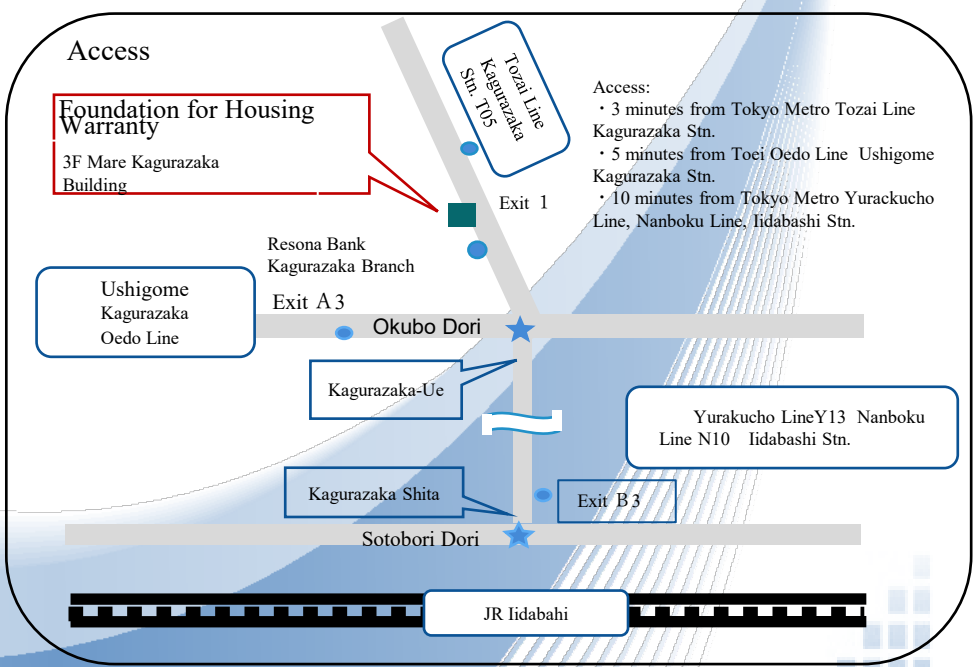 Access
Foundation for Housing
Warranty
3F Mare Kagurazaka
Building
Tozai Line
Kagurazaka
Stn. T05
Access:
・3 minutes from Tokyo Metro Tozai Line
Kagurazaka Stn.
・5 minutes from Toei Oedo Line Ushigome
Kagurazaka Stn.
・10 minutes from Tokyo Metro Yurackucho
Line, Nanboku Line, Iidabashi Stn.
Exit 1
Resona Bank
Kagurazaka Branch
Ushigome
Kagurazaka
Oedo Line
Exit A3
Okubo Dori
Kagurazaka-Ue
Yurakucho LineY13 Nanboku
Line N10 Iidabashi Stn.
Kagurazaka Shita
Exit B3
Sotobori Dori
JR Iidabahi